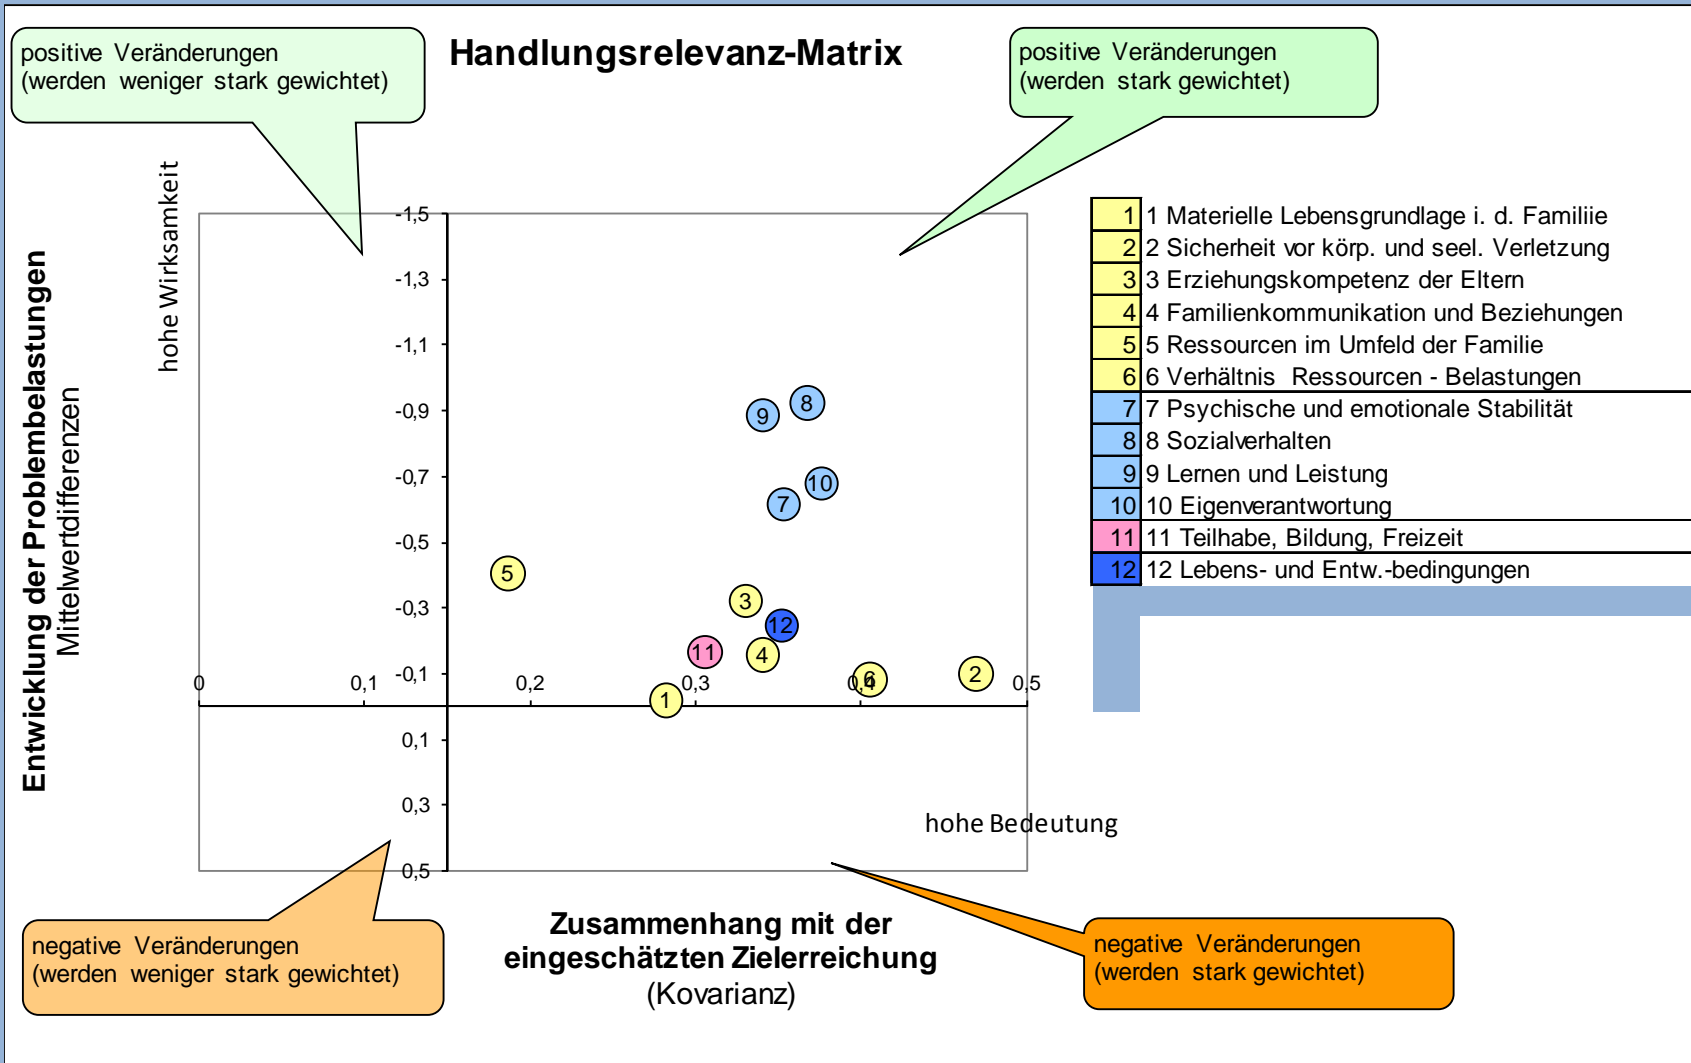 positive Veränderungen
(werden weniger stark gewichtet)
Handlungsrelevanz-Matrix
positive Veränderungen
(werden stark gewichtet)
Entwicklung der Problembelastungen
Mittelwertdifferenzen
hohe Wirksamkeit
-1,5
-1,3
-1,1
-0,9
-0,7
-0,5
-0,3
-0,1
0,1
0,3
0,5
0
0,1
0,2
0,3
0,4
0,5
8
9
10
7
5
3
12
11
4
6
2
1
hohe Bedeutung
1 1 Materielle Lebensgrundlage i. d. Familiie
2 2 Sicherheit vor körp. und seel. Verletzung
3 3 Erziehungskompetenz der Eltern
4 4 Familienkommunikation und Beziehungen
5 5 Ressourcen im Umfeld der Familie
6 6 Verhältnis Ressourcen - Belastungen
7 7 Psychische und emotionale Stabilität
8 8 Sozialverhalten
9 9 Lernen und Leistung
10 10 Eigenverantwortung
11 11 Teilhabe, Bildung, Freizeit
12 12 Lebens- und Entw.-bedingungen
negative Veränderungen
(werden weniger stark gewichtet)
Zusammenhang mit der
eingeschätzten Zielerreichung
(Kovarianz)
negative Veränderungen
(werden stark gewichtet)